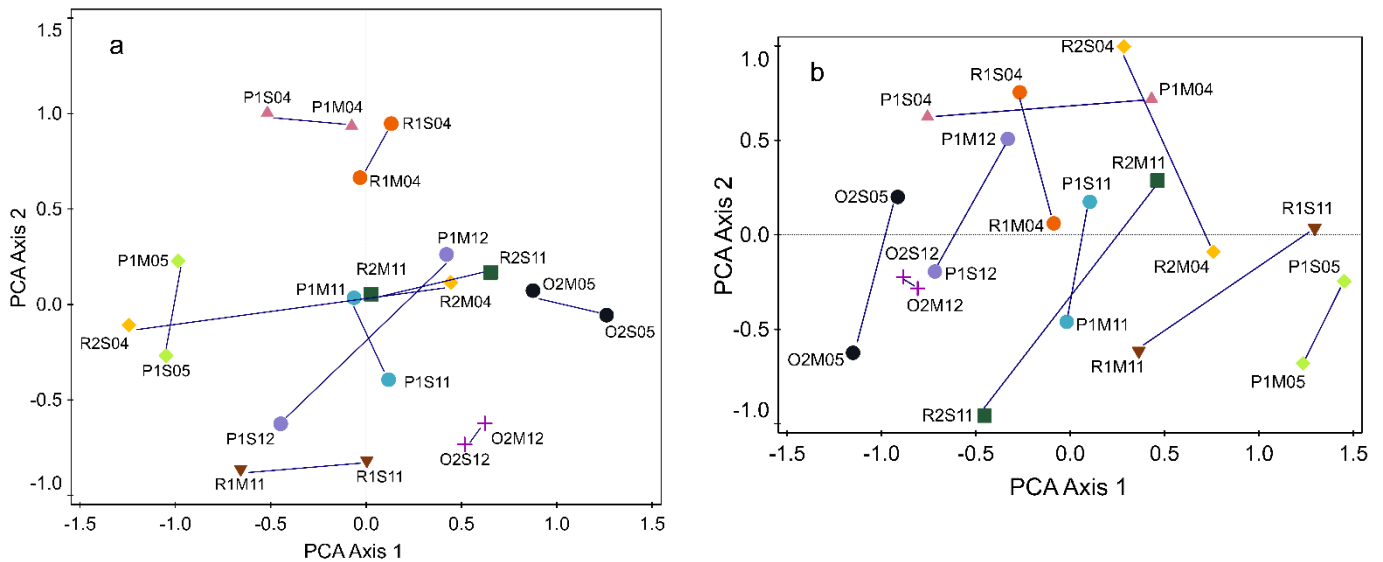 a
1.5
1.0
0.5
0.0
-0.5
-1.0
PCA Axis 2
P1S04
P1M04
R1S04
R1M04
P1M05
P1M12
R2S11
P1M11
R2M11
O2M05
R2M04
O2S05
R2S04
P1S05
P1S11
P1S12
O2M12
O2S12
R1M11
R1S11
-1.5 -1.0 -0.5 0.0 0.5 1.0 1.5
PCA Axis 1
b
1.0
0.5
0.0
-0.5
-1.0
PCA Axis 2
R2S04
R1S04
P1M04
P1S04
P1M12
R2M11
P1S11
O2S05
R1S11
R1M04
O2S12
P1S12
R2M04
P1S05
O2M12
P1M11
O2M05
R1M11
P1M05
R2S11
-1.5 -1.0 -0.5 0.0 0.5 1.0 1.5
PCA Axis 1